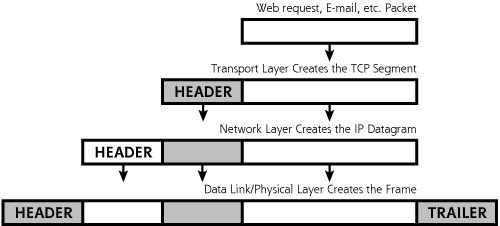 Web request, E-mail, etc. Packet
Transport Layer Creates the TCP Segment
HEADER
Network Layer Creates the IP Datagram
HEADER
Data Link/Physical Layer Creates the Frame
HEADER TRAILER